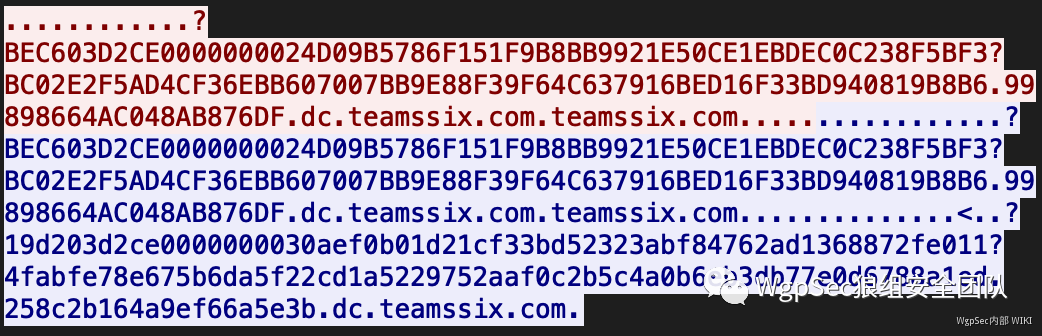 ............?
BEC603D2CE0000000024D09B5786F151F9B8BB9921E50CE1EBDEC0C238F5BF3?
BC02E2F5AD4CF36EBB607007BB9E88F39F64C637916BED16F33BD940819B8B6.99
898664AC048AB876DF.dc.teamssix.com.teamssix.com.................?
BEC603D2CE0000000024D09B5786F151F9B8BB9921E50CE1EBDEC0C238F5BF3?
BC02E2F5AD4CF36EBB607007BB9E88F39F64C637916BED16F33BD940819B8B6.99
898664AC048AB876DF.dc.teamssix.com.teamssix.com..............<..?
19d203d2ce0000000030aef0b01d21cf33bd52323abf84762ad1368872fe011?
258c2b164a9ef66a5e3b.dc.teamssix.com.
WgpSec狼组安全团队
WgpSec内部 WIKI